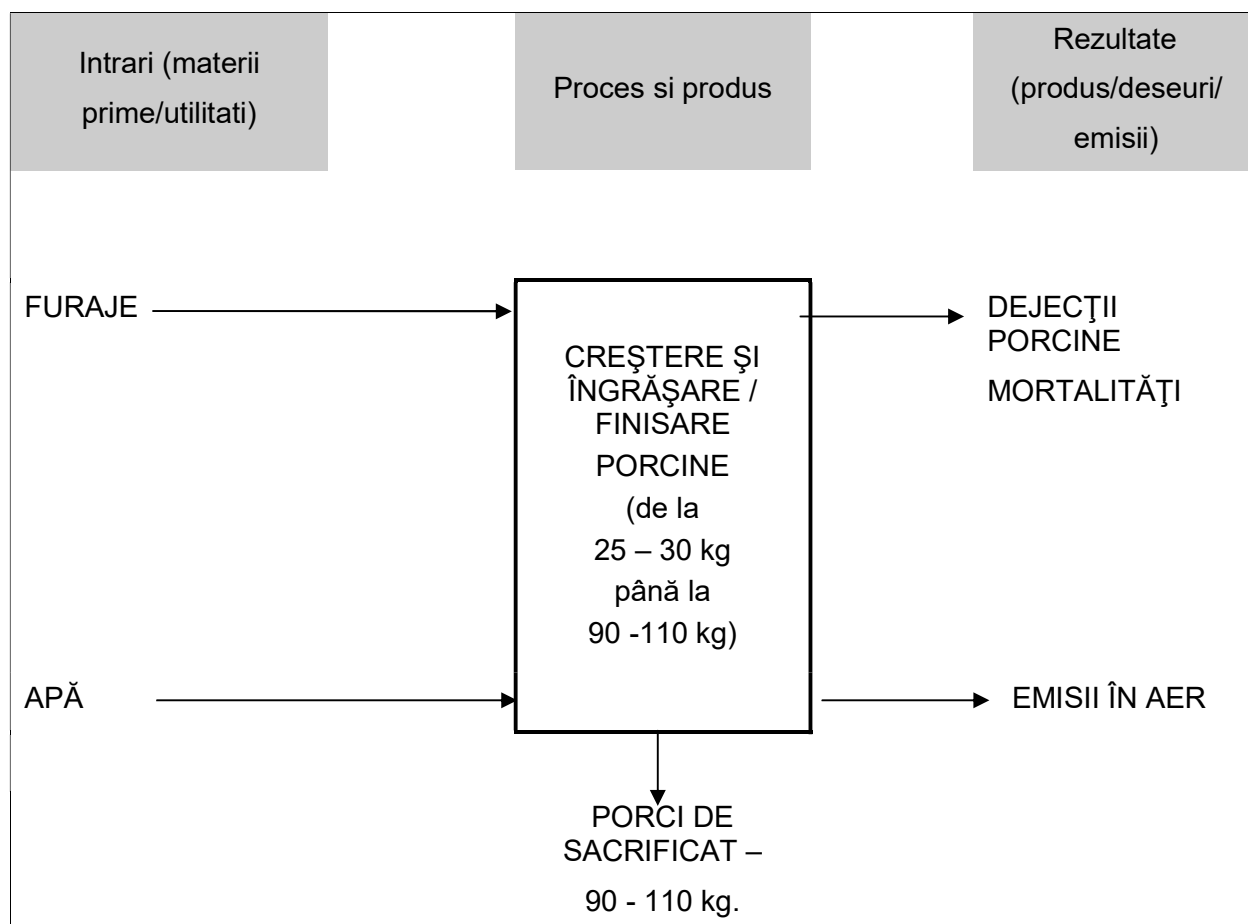 Intrari (materii
prime/utilitati)
Proces si produs
Rezultate
(produs/deseuri/
emisii)
FURAJE
CREŞTERE ŞI
ÎNGRĂŞARE /
FINISARE
PORCINE
(de la
25 – 30 kg
până la
90 -110 kg)
DEJECŢII
PORCINE
MORTALITĂŢI
APĂ
EMISII ÎN AER
PORCI DE
SACRIFICAT –
90 - 110 kg.